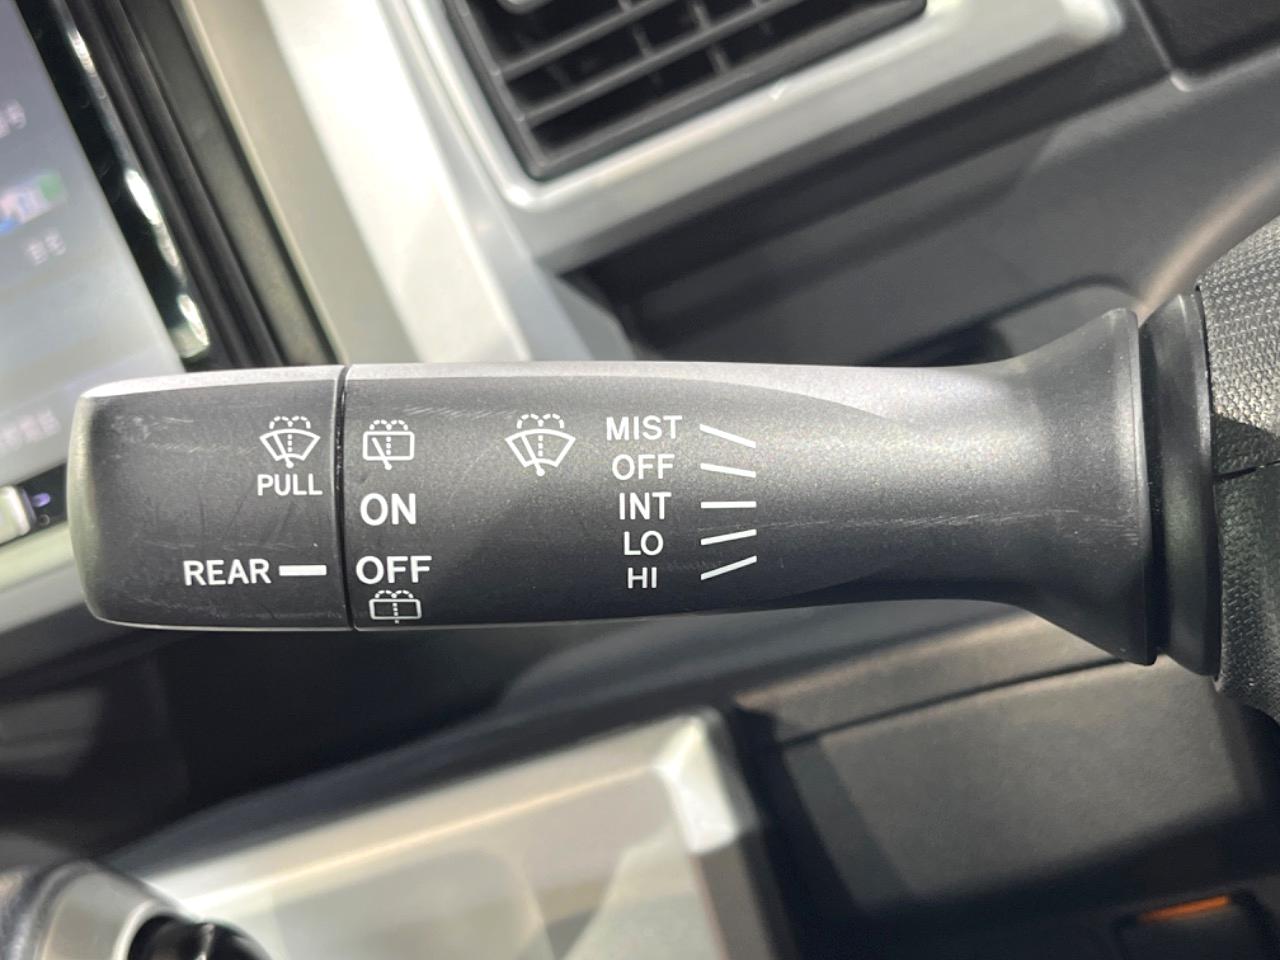 PULL
REAR
ON
OFF
MIST
OFF
INT
LO
HI